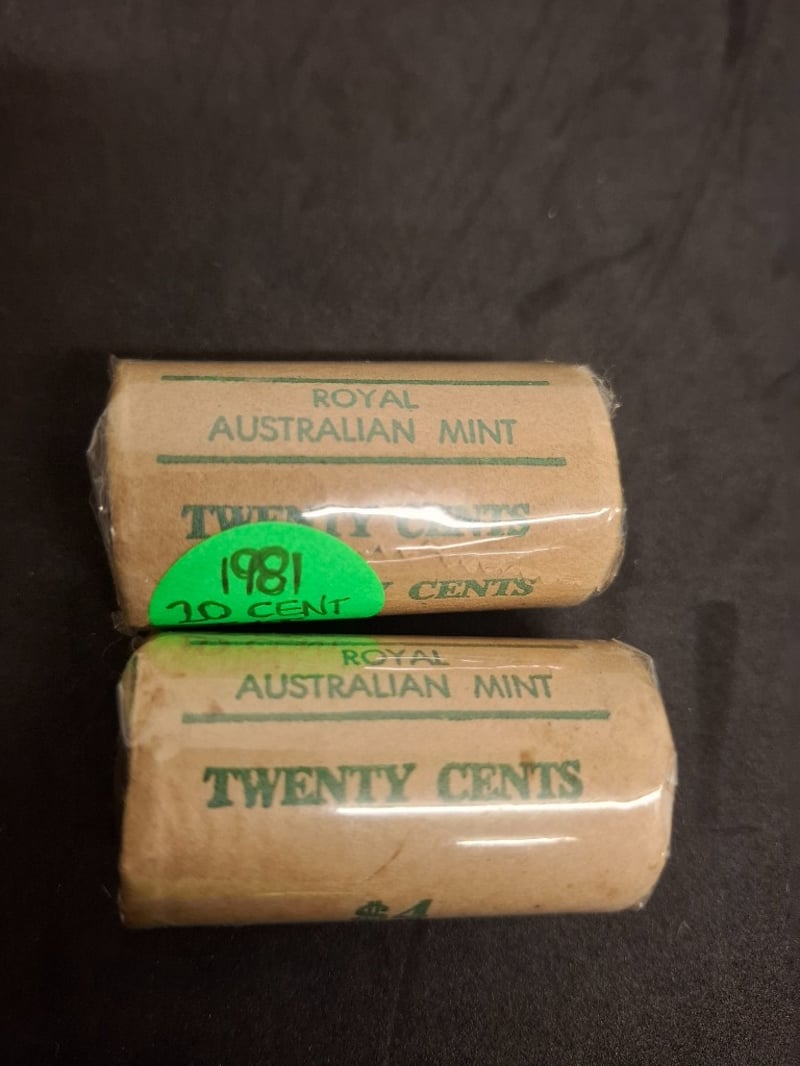 ROYAL
AUSTRALIAN MINT
TWENTY CENTS
CENTS
1981
20 CENT
ROYAL
AUSTRALIAN MINT
TWENTY CENTS
$4